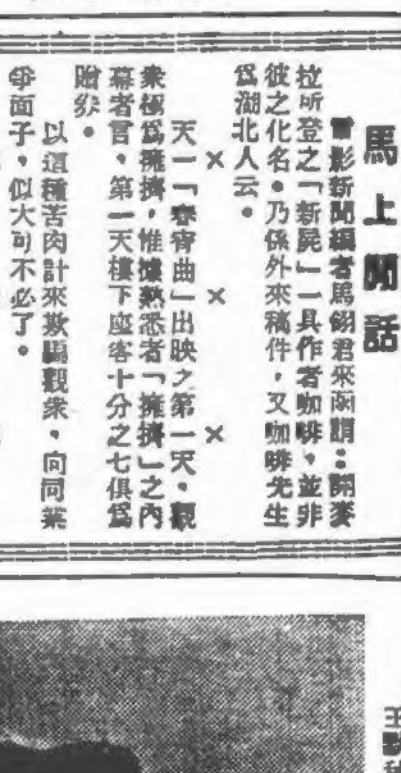 馬上閒話
電影新聞編者居翎君來函謂：開麥
拉所登之「新屍」一具作者咖啡，並非
彼之化名。乃係外來稿件，又咖啡先生
爲湖北人云。
×　×　×
天一「春宵曲」出映之第一天，觀
衆極爲擁擠，惟據熟悉者「擁擠」之內
幕者言，第一天樓下座客十分之七俱爲
贈券。
以這種苦肉計來欺騙觀衆，向同業
爭面子，似大可不必了。
王